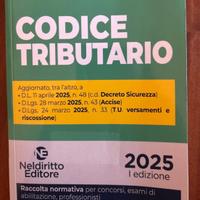 CODICE
TRIBUTARIO
Aggiornato, tra l'altro, a
• D.L. 11 aprile 2025, n. 48 (c.d. Decreto Sicurezza)
• D.Lgs. 28 marzo 2025, n. 43 (Accise)
• D.Lgs. 24 marzo 2025, n. 33 (T.U. versamenti e
riscossione)
NE
Neldiritto
Editore
2025
I edizione
Raccolta normativa per concorsi, esami di
abilitazione, professionisti